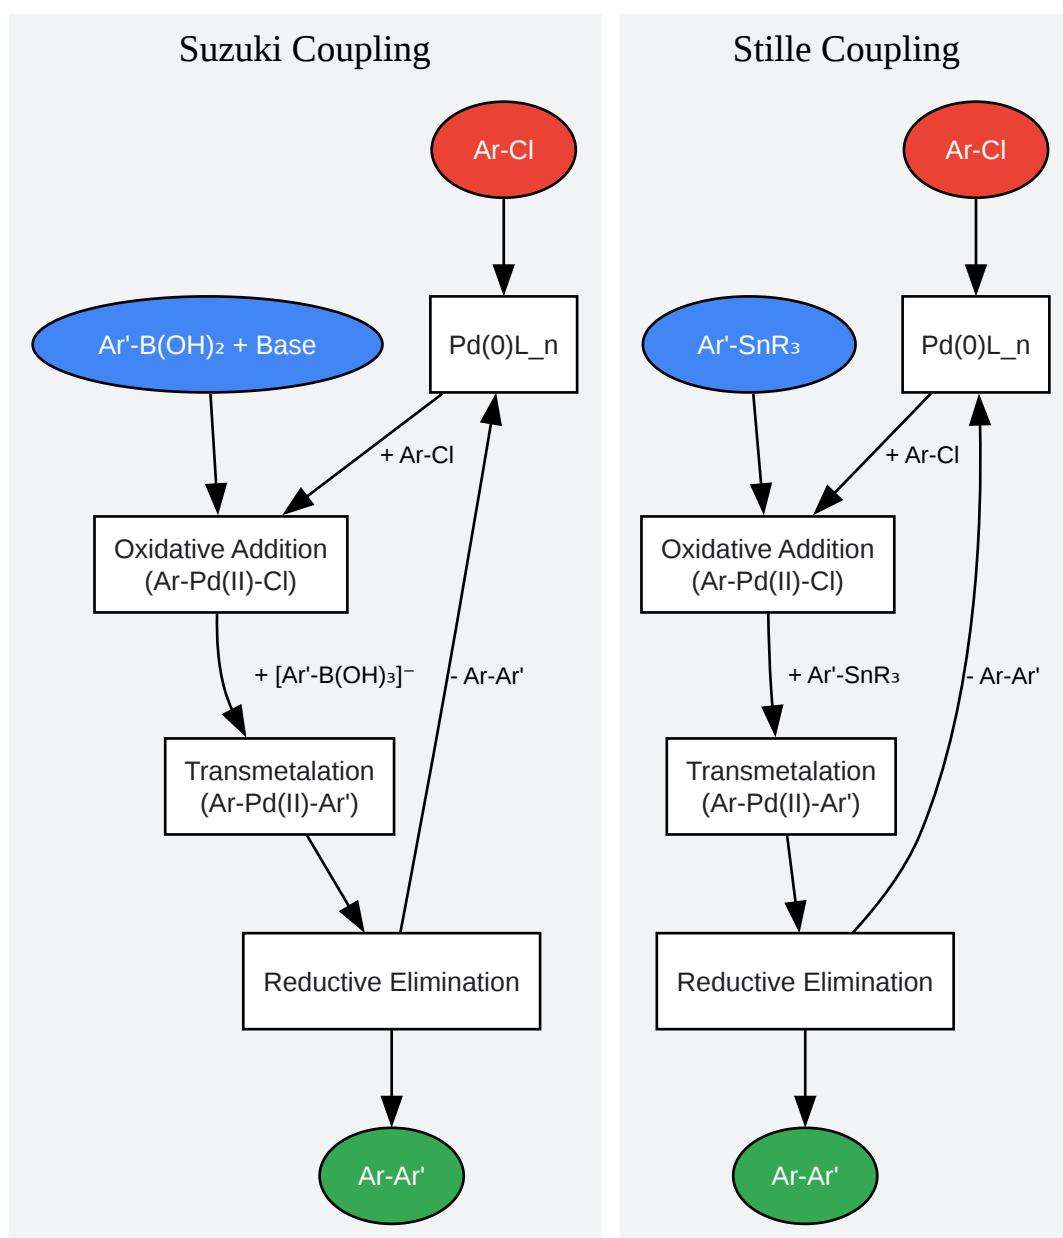 Suzuki Coupling
Ar-Cl
Ar'-B(OH)₂ + Base
Pd(0)L_n
+ Ar-Cl
Oxidative Addition
(Ar-Pd(II)-Cl)
+ [Ar'-B(OH)₃]⁻
- Ar-Ar'
Transmetalation
(Ar-Pd(II)-Ar')
Reductive Elimination
Ar-Ar'
Stille Coupling
Ar-Cl
Ar'-SnR₃
Pd(0)L_n
+ Ar-Cl
Oxidative Addition
(Ar-Pd(II)-Cl)
+ Ar'-SnR₃
- Ar-Ar'
Transmetalation
(Ar-Pd(II)-Ar')
Reductive Elimination
Ar-Ar'